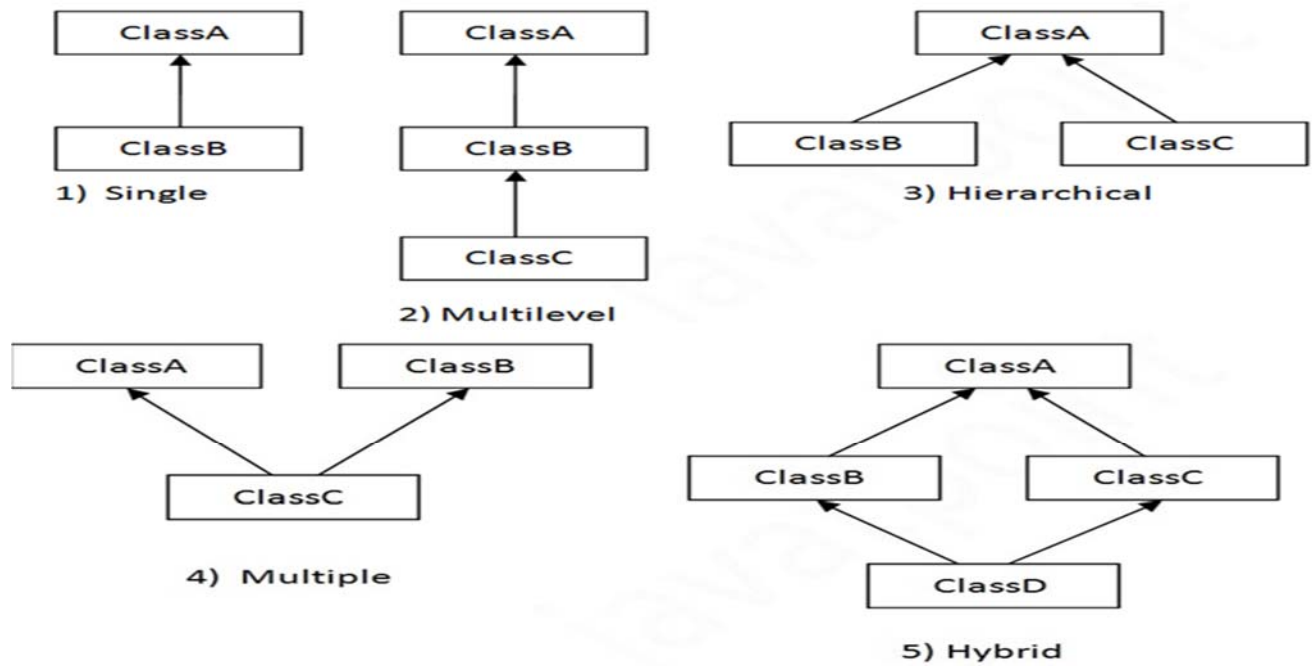 ClassA
ClassB
1) Single
ClassA
ClassB
ClassC
2) Multilevel
ClassA
ClassB
ClassC
3) Hierarchical
ClassA
ClassB
ClassC
4) Multiple
ClassA
ClassB
ClassC
ClassD
5) Hybrid